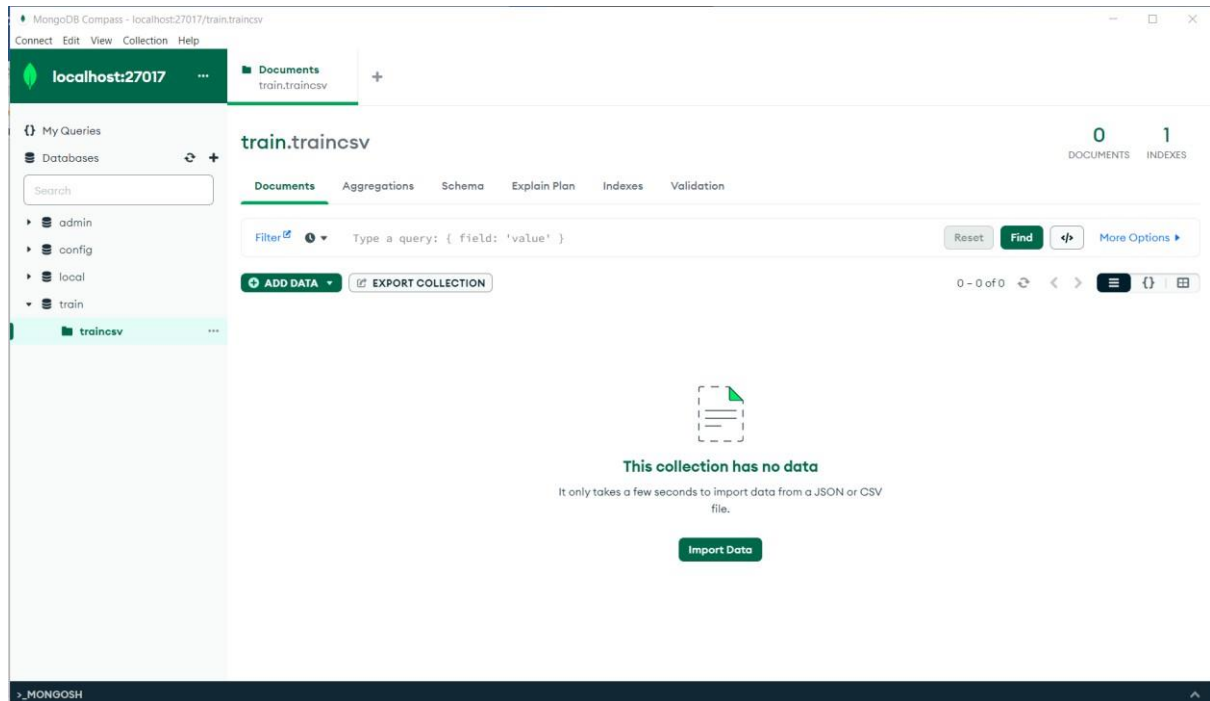 MongoDB Compass - localhost:27017/train.traincsv
Connect Edit View Collection Help
localhost:27017 ...
Documents
train.traincsv
+
{} My Queries
Databases
Search
admin
config
local
train
traincsv ...
train.traincsv
0
DOCUMENTS
1
INDEXES
Documents Aggregations Schema Explain Plan Indexes Validation
Filter Type a query: { field: 'value' } Reset Find </> More Options
ADD DATA EXPORT COLLECTION 0 – 0 of 0 {}
This collection has no data
It only takes a few seconds to import data from a JSON or CSV
file.
Import Data
>_MONGOSH